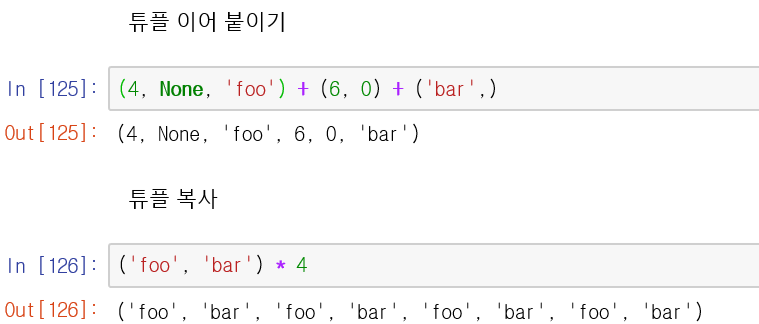 튜플 이어 붙이기
In [125]: (4, None, 'foo') + (6, 0) + ('bar',)
Out[125]: (4, None, 'foo', 6, 0, 'bar')
튜플 복사
In [126]: ('foo', 'bar') * 4
Out[126]: ('foo', 'bar', 'foo', 'bar', 'foo', 'bar', 'foo', 'bar')